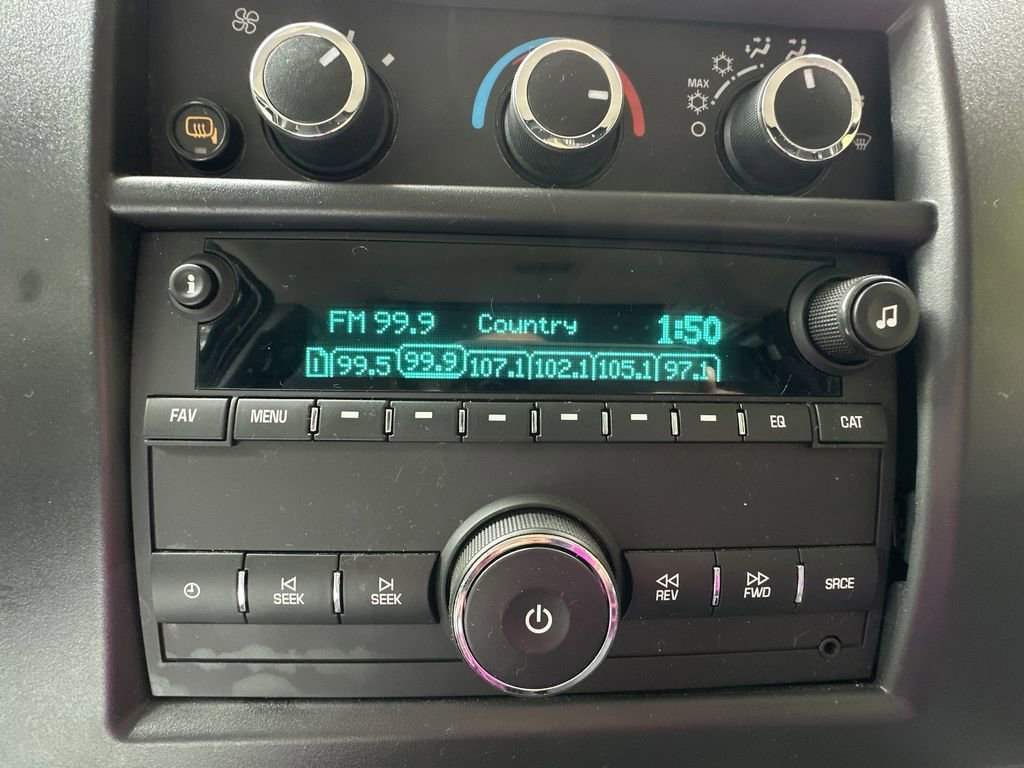 MAX
i
FM 99.9 Country 1:50
1 99.5 99.9 107.1 102.1 105.1 97.1
FAV MENU EQ CAT
SEEK SEEK REV FWD SRCE